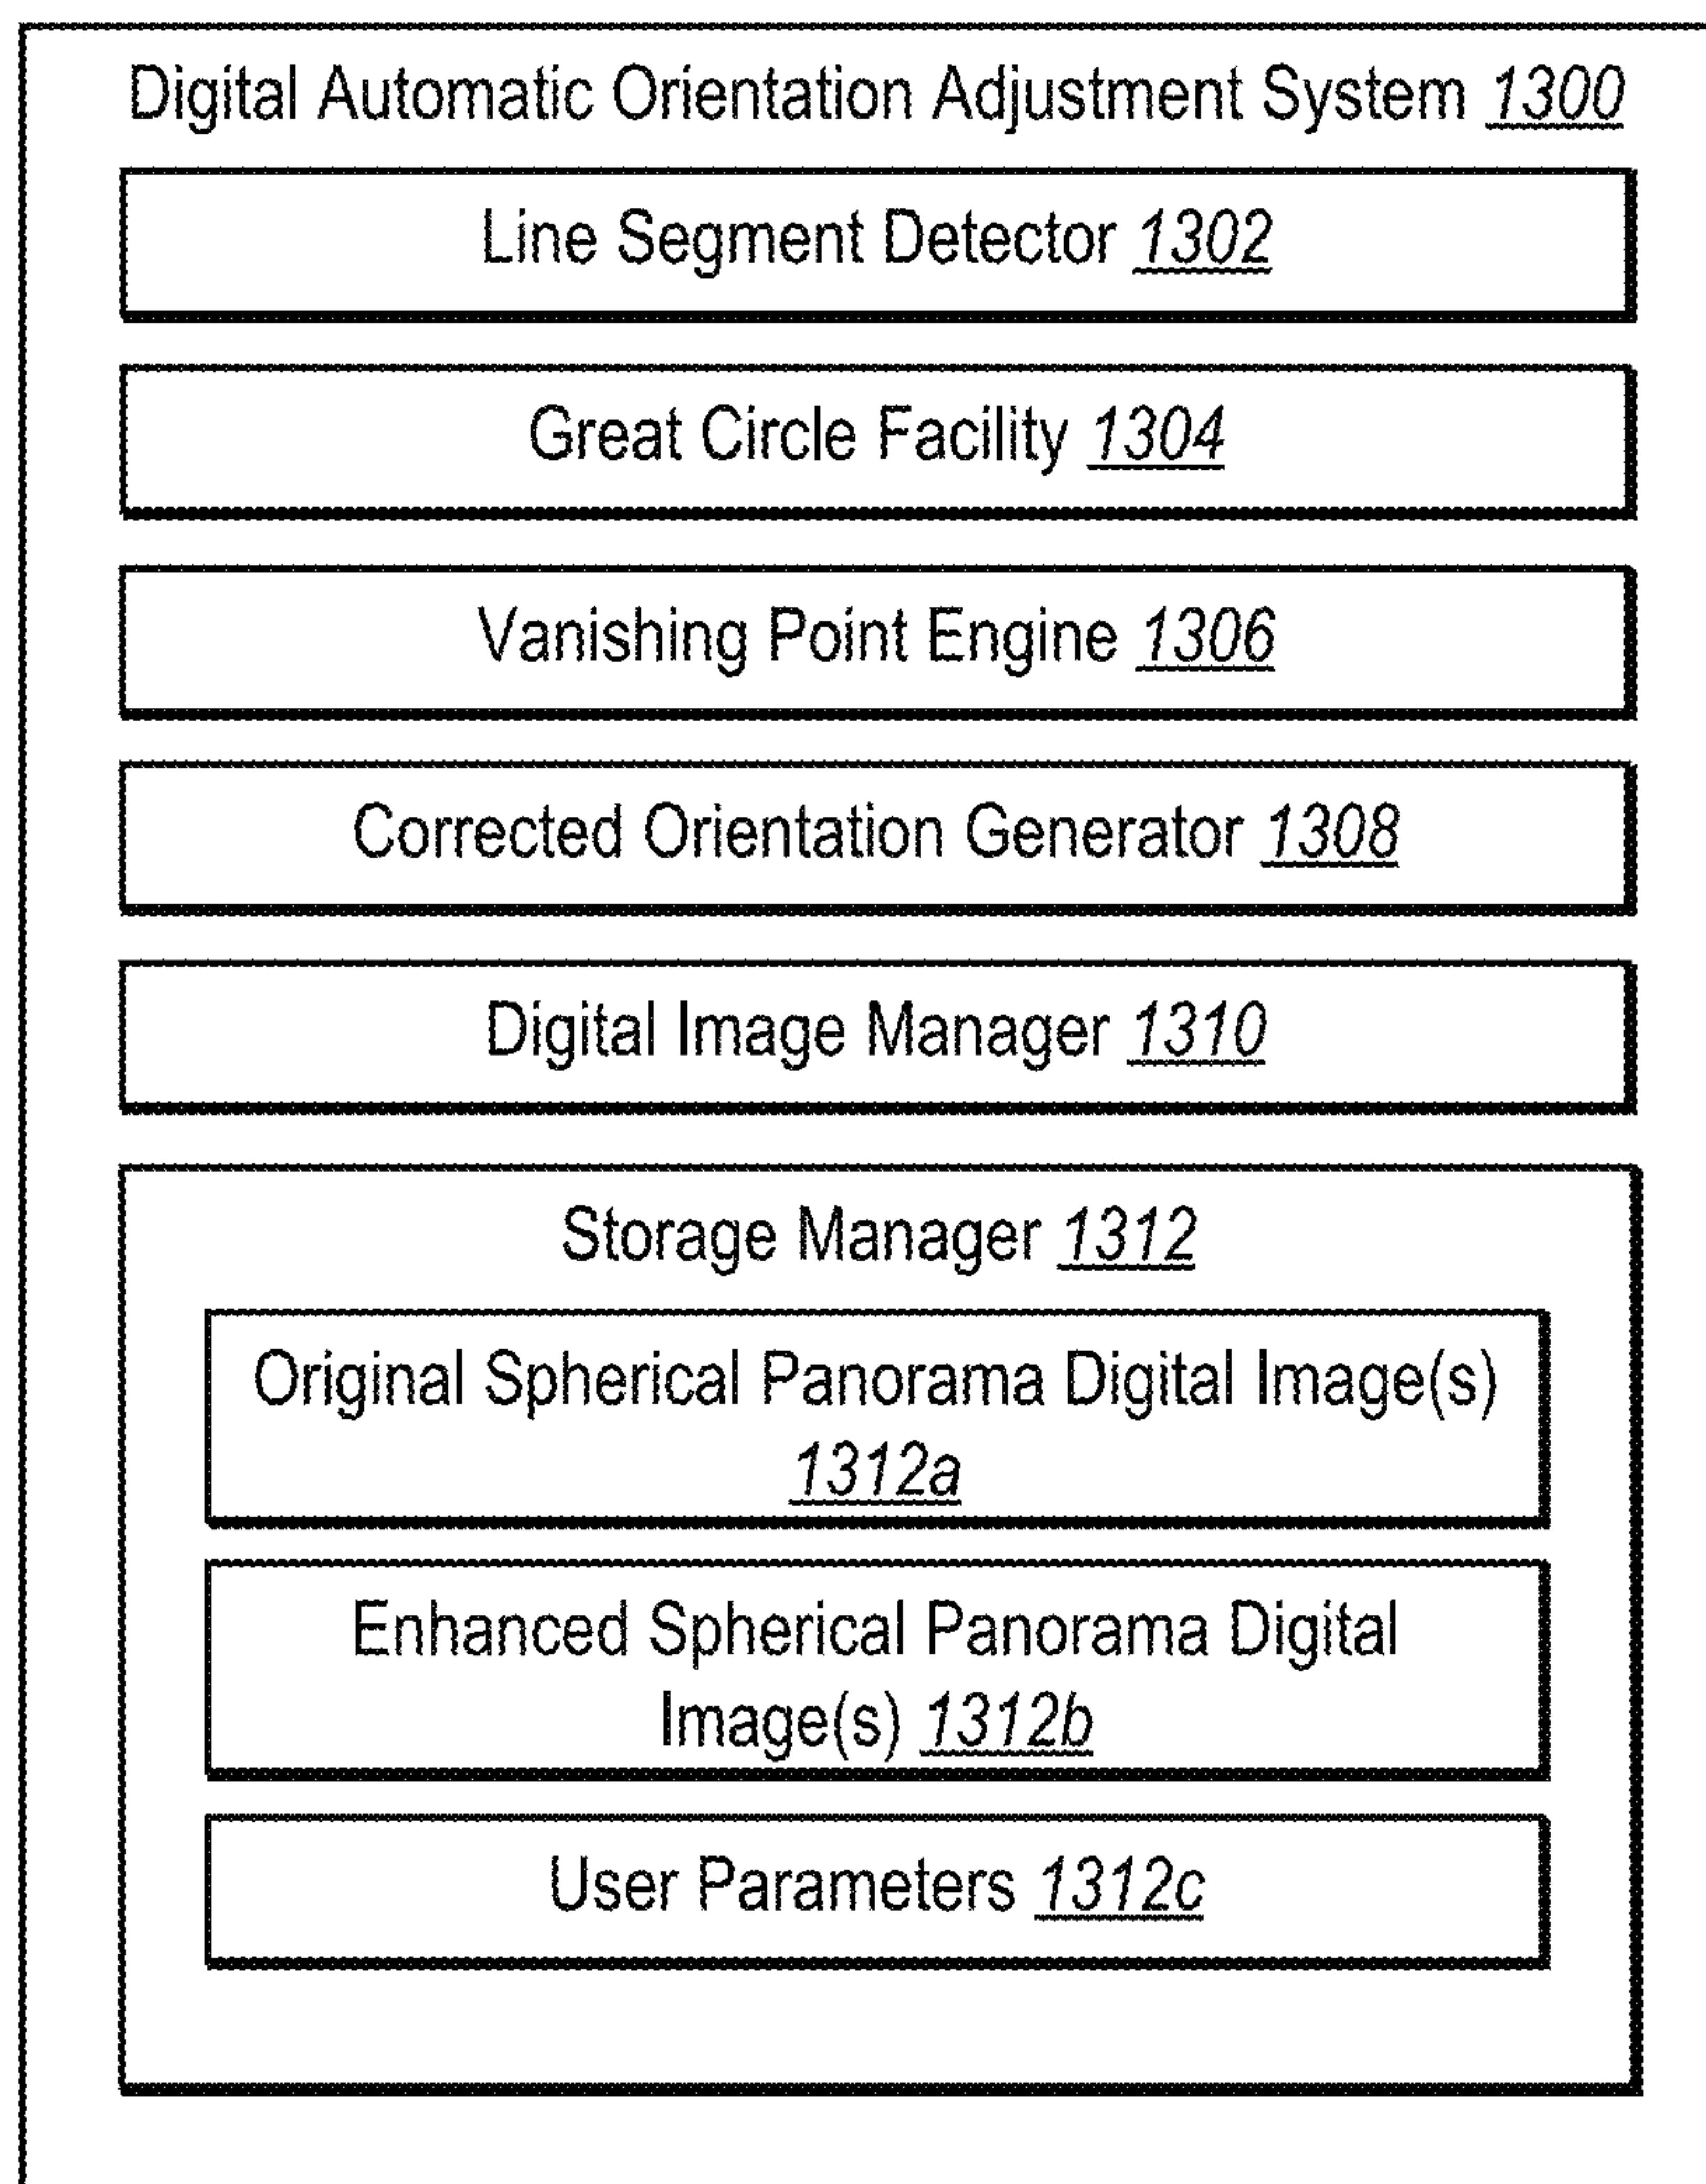 Digital Automatic Orientation Adjustment System 1300
Line Segment Detector 1302
Great Circle Facility 1304
Vanishing Point Engine 1306
Corrected Orientation Generator 1308
Digital Image Manager 1310
Storage Manager 1312
Original Spherical Panorama Digital Image(s)
1312a
Enhanced Spherical Panorama Digital
Image(s) 1312b
User Parameters 1312c